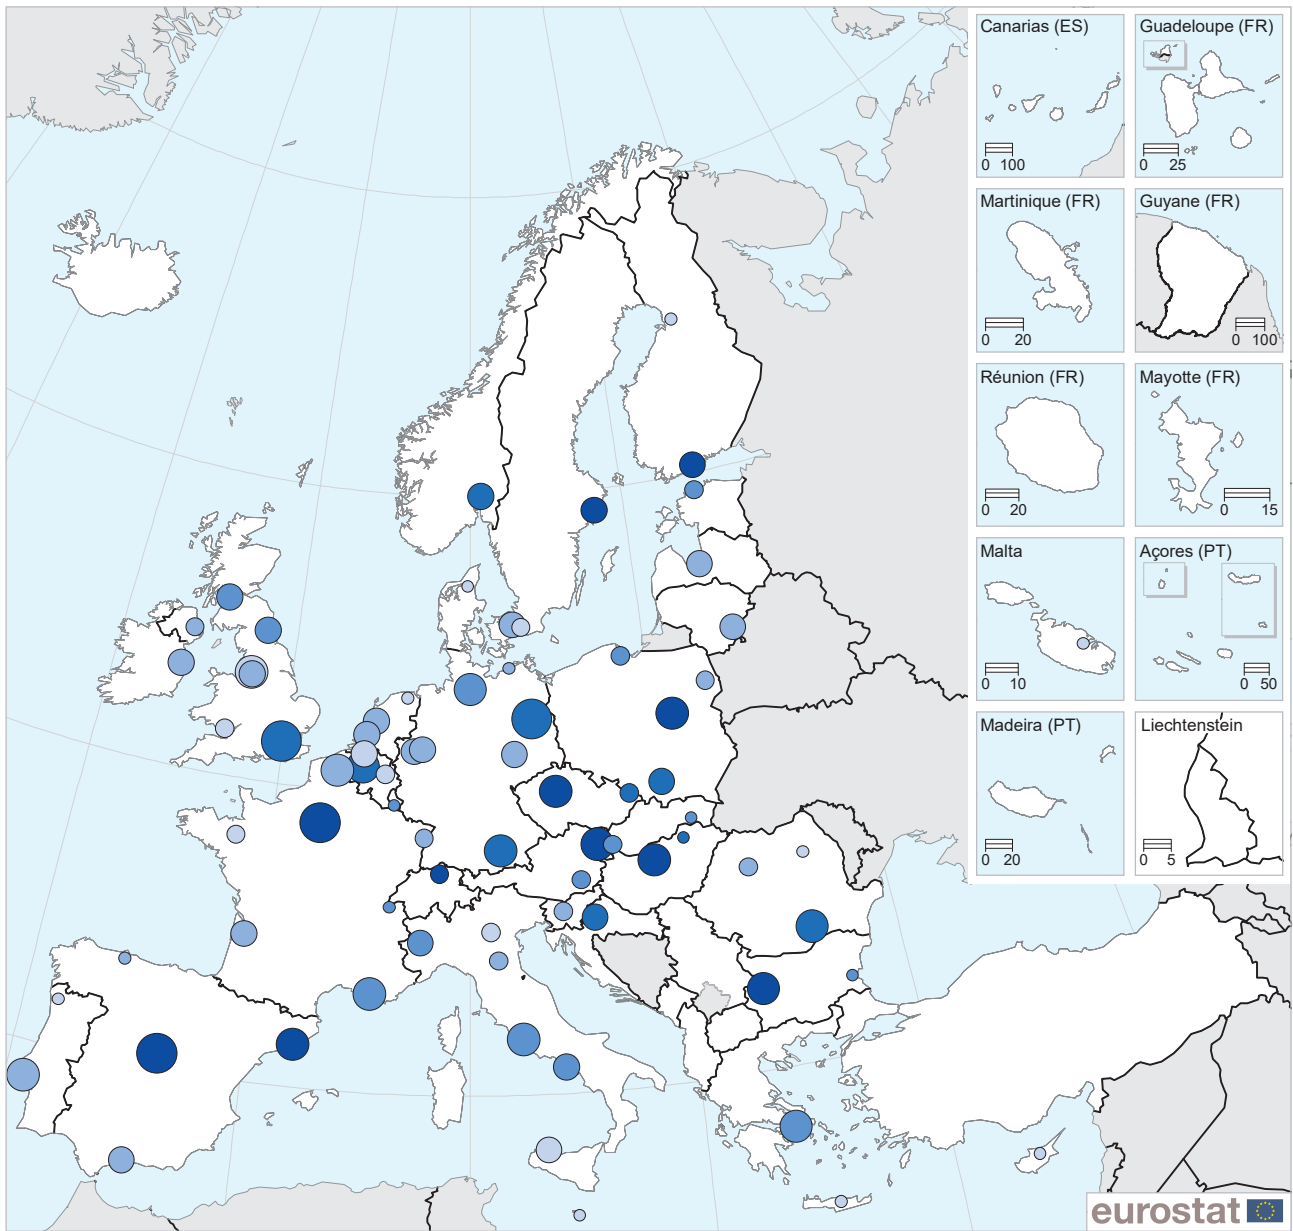 Canarias (ES)
0 100
Guadeloupe (FR)
0 25
Martinique (FR)
0 20
Guyane (FR)
0 100
Réunion (FR)
0 20
Mayotte (FR)
0 15
Malta
0 10
Açores (PT)
0 50
Madeira (PT)
0 20
Liechtenstein
0 5
eurostat